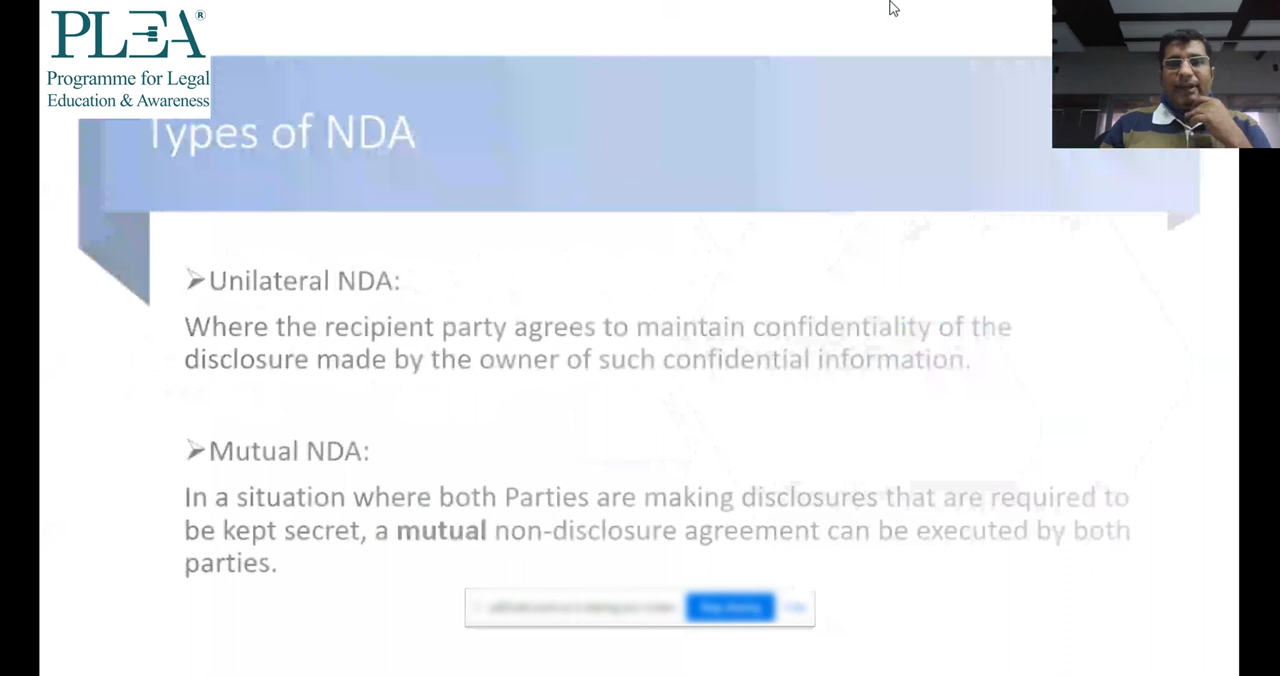 PLEA®
Programme for Legal
Education & Awareness
Types of NDA
➢Unilateral NDA:
Where the recipient party agrees to maintain confidentiality of the
disclosure made by the owner of such confidential information.
➢Mutual NDA:
In a situation where both Parties are making disclosures that are required to
be kept secret, a mutual non-disclosure agreement can be executed by both
parties.
Stop sharing